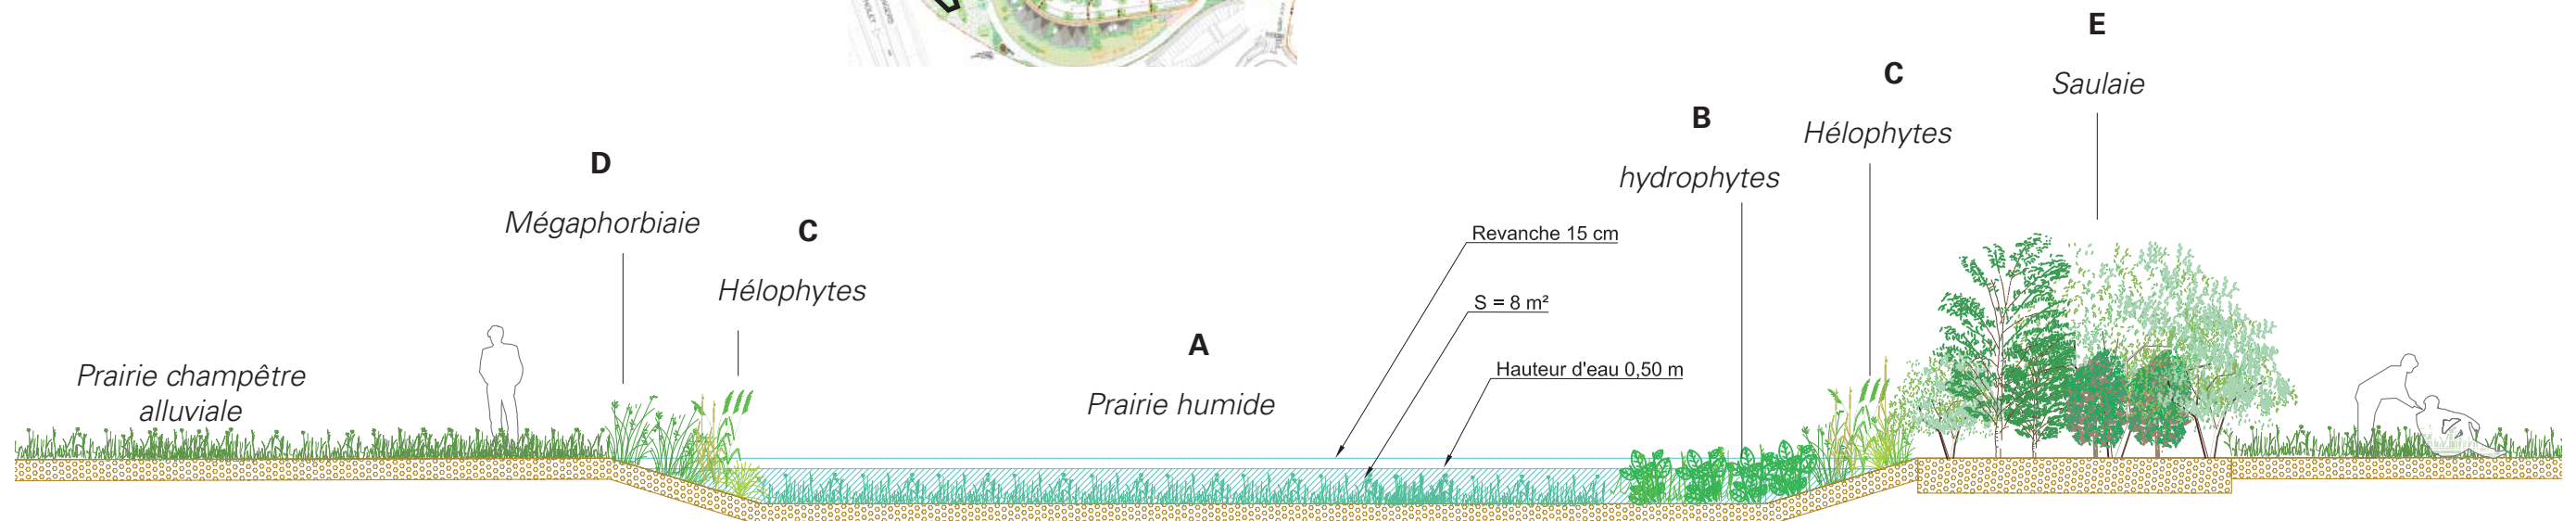 E
C
Saulaie
B
Hélophytes
D
hydrophytes
Mégaphorbiaie
C
Revanche 15 cm
Hélophytes
S = 8 m²
A
Hauteur d'eau 0,50 m
Prairie champêtre
alluviale
Prairie humide